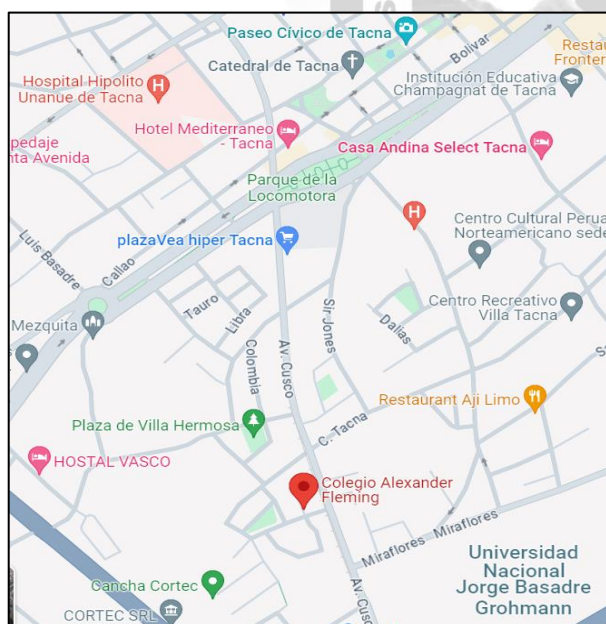 Paseo Cívico de Tacna
Bolivar
Catedral de Tacna
Restau
Fronter
Hospital Hipolito
Unanue de Tacna
Institución Educativa
Champagnat de Tacna
Hotel Mediterraneo
- Tacna
pedaje
nta Avenida
Casa Andina Select Tacna
Parque de la
Locomotora
Centro Cultural Perua
Norteamericano sede
plazaVea hiper Tacna
Luis Basadre
Callao
Tauro
Libra
Sir Jones
Dalias
Centro Recreativo
Villa Tacna
Mezquita
Colombia
Av. Cusco
Restaurant Aji Limo
Plaza de Villa Hermosa
C. Tacna
HOSTAL VASCO
Colegio Alexander
Fleming
Miraflores
Miraflores
Universidad
Nacional
Jorge Basadre
Grohmann
Cancha Cortec
Av. Cusc
CORTEC SRL